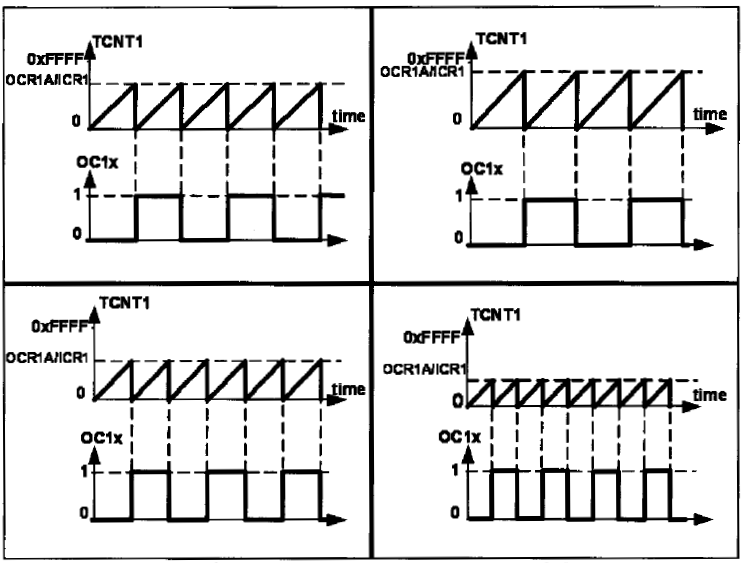 TCNT1
0xFFFF
OCR1A/ICR1
0
time
OC1x
1
0
TCNT1
0xFFFF
OCR1A/ICR1
0
time
OC1x
1
0
TCNT1
0xFFFF
OCR1A/ICR1
0
time
OC1x
1
0
TCNT1
0xFFFF
OCR1A/ICR1
0
time
OC1x
1
0